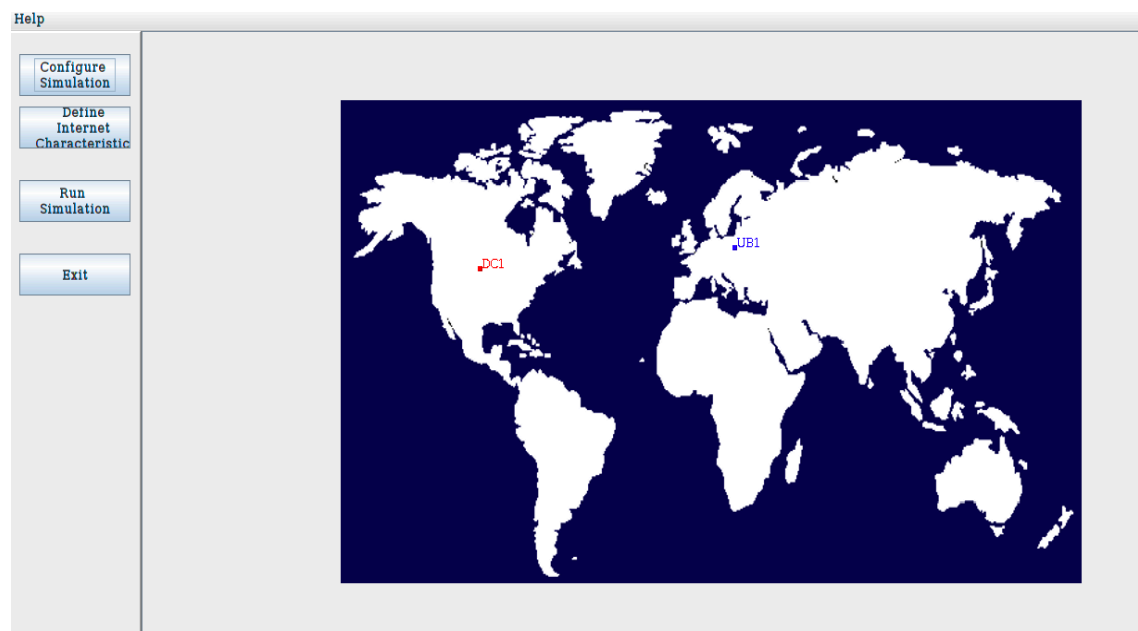 Help
Configure
Simulation
Define
Internet
Characteristic
Run
Simulation
Exit
DC1
UB1